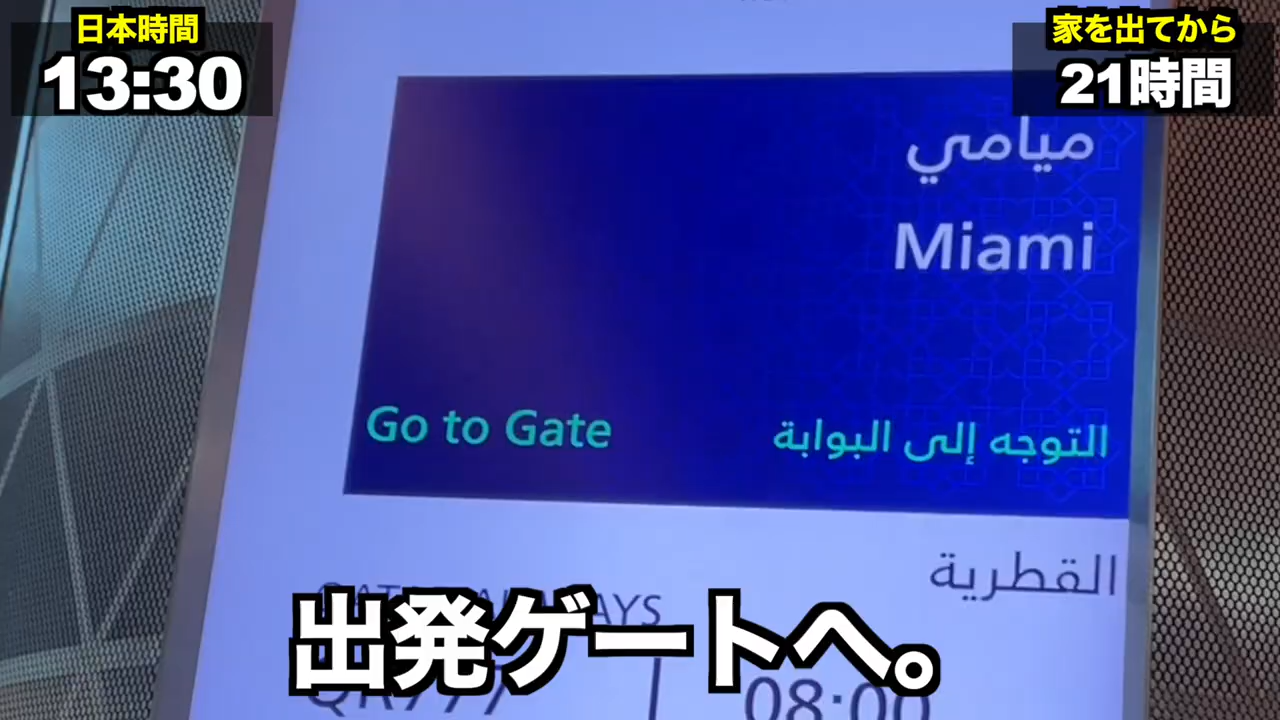 日本時間
13:30
家を出てから
21時間
ميامي
Miami
Go to Gate
التوجه إلى البوابة
القطرية
出発ゲートへ。
QR777
08:00